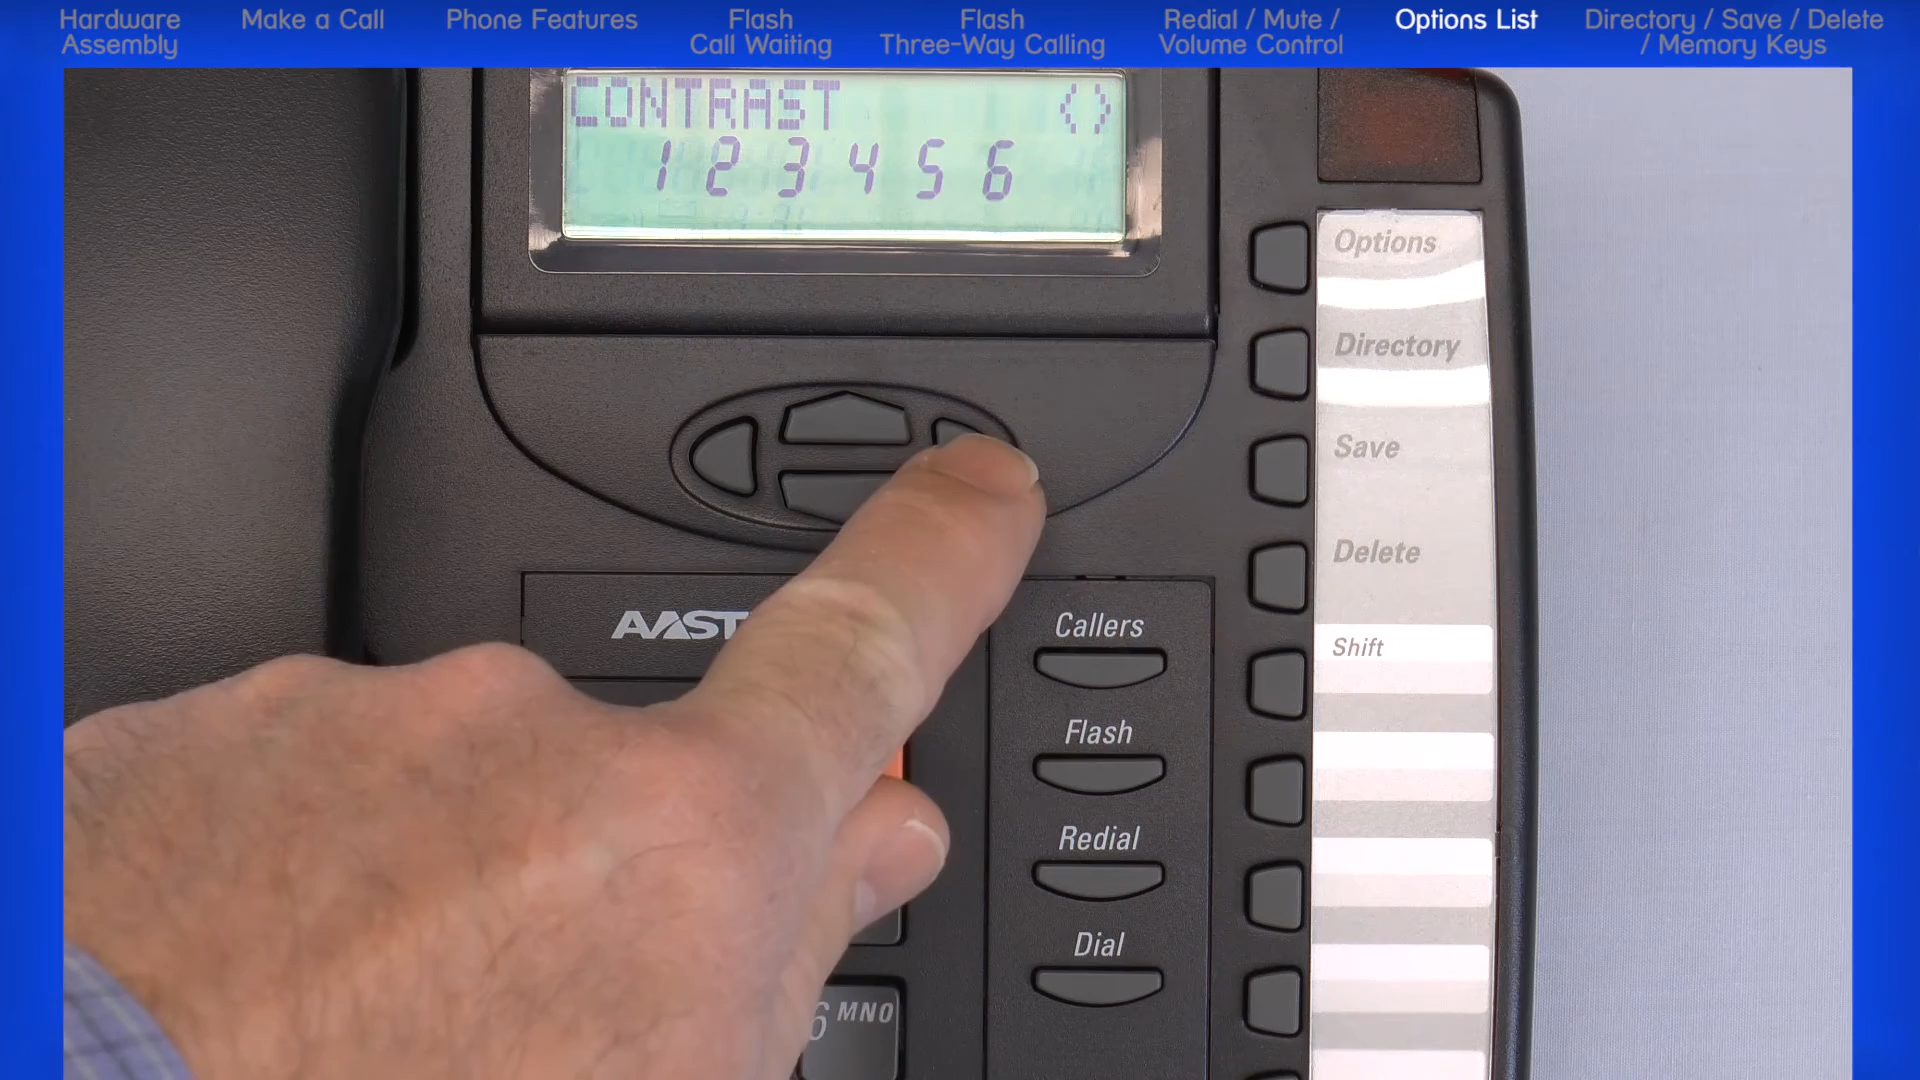 Hardware
Assembly
Make a Call
Phone Features
Flash
Call Waiting
Flash
Three-Way Calling
Redial / Mute /
Volume Control
Options List
Directory / Save / Delete
/ Memory Keys
CONTRAST <>
1 2 3 4 5 6
Options
Directory
Save
Delete
Shift
AAST
Callers
Flash
Redial
Dial
6 MNO